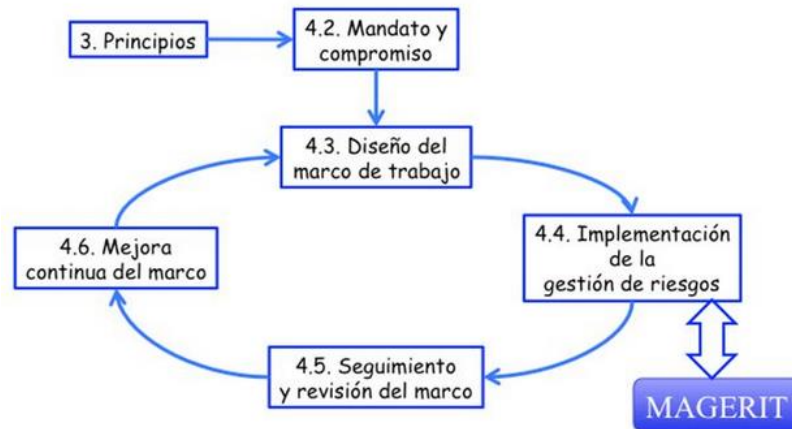 3. Principios
4.2. Mandato y
compromiso
4.3. Diseño del
marco de trabajo
4.6. Mejora
continua del marco
4.4. Implementación
de la
gestión de riesgos
4.5. Seguimiento
y revisión del marco
MAGERIT